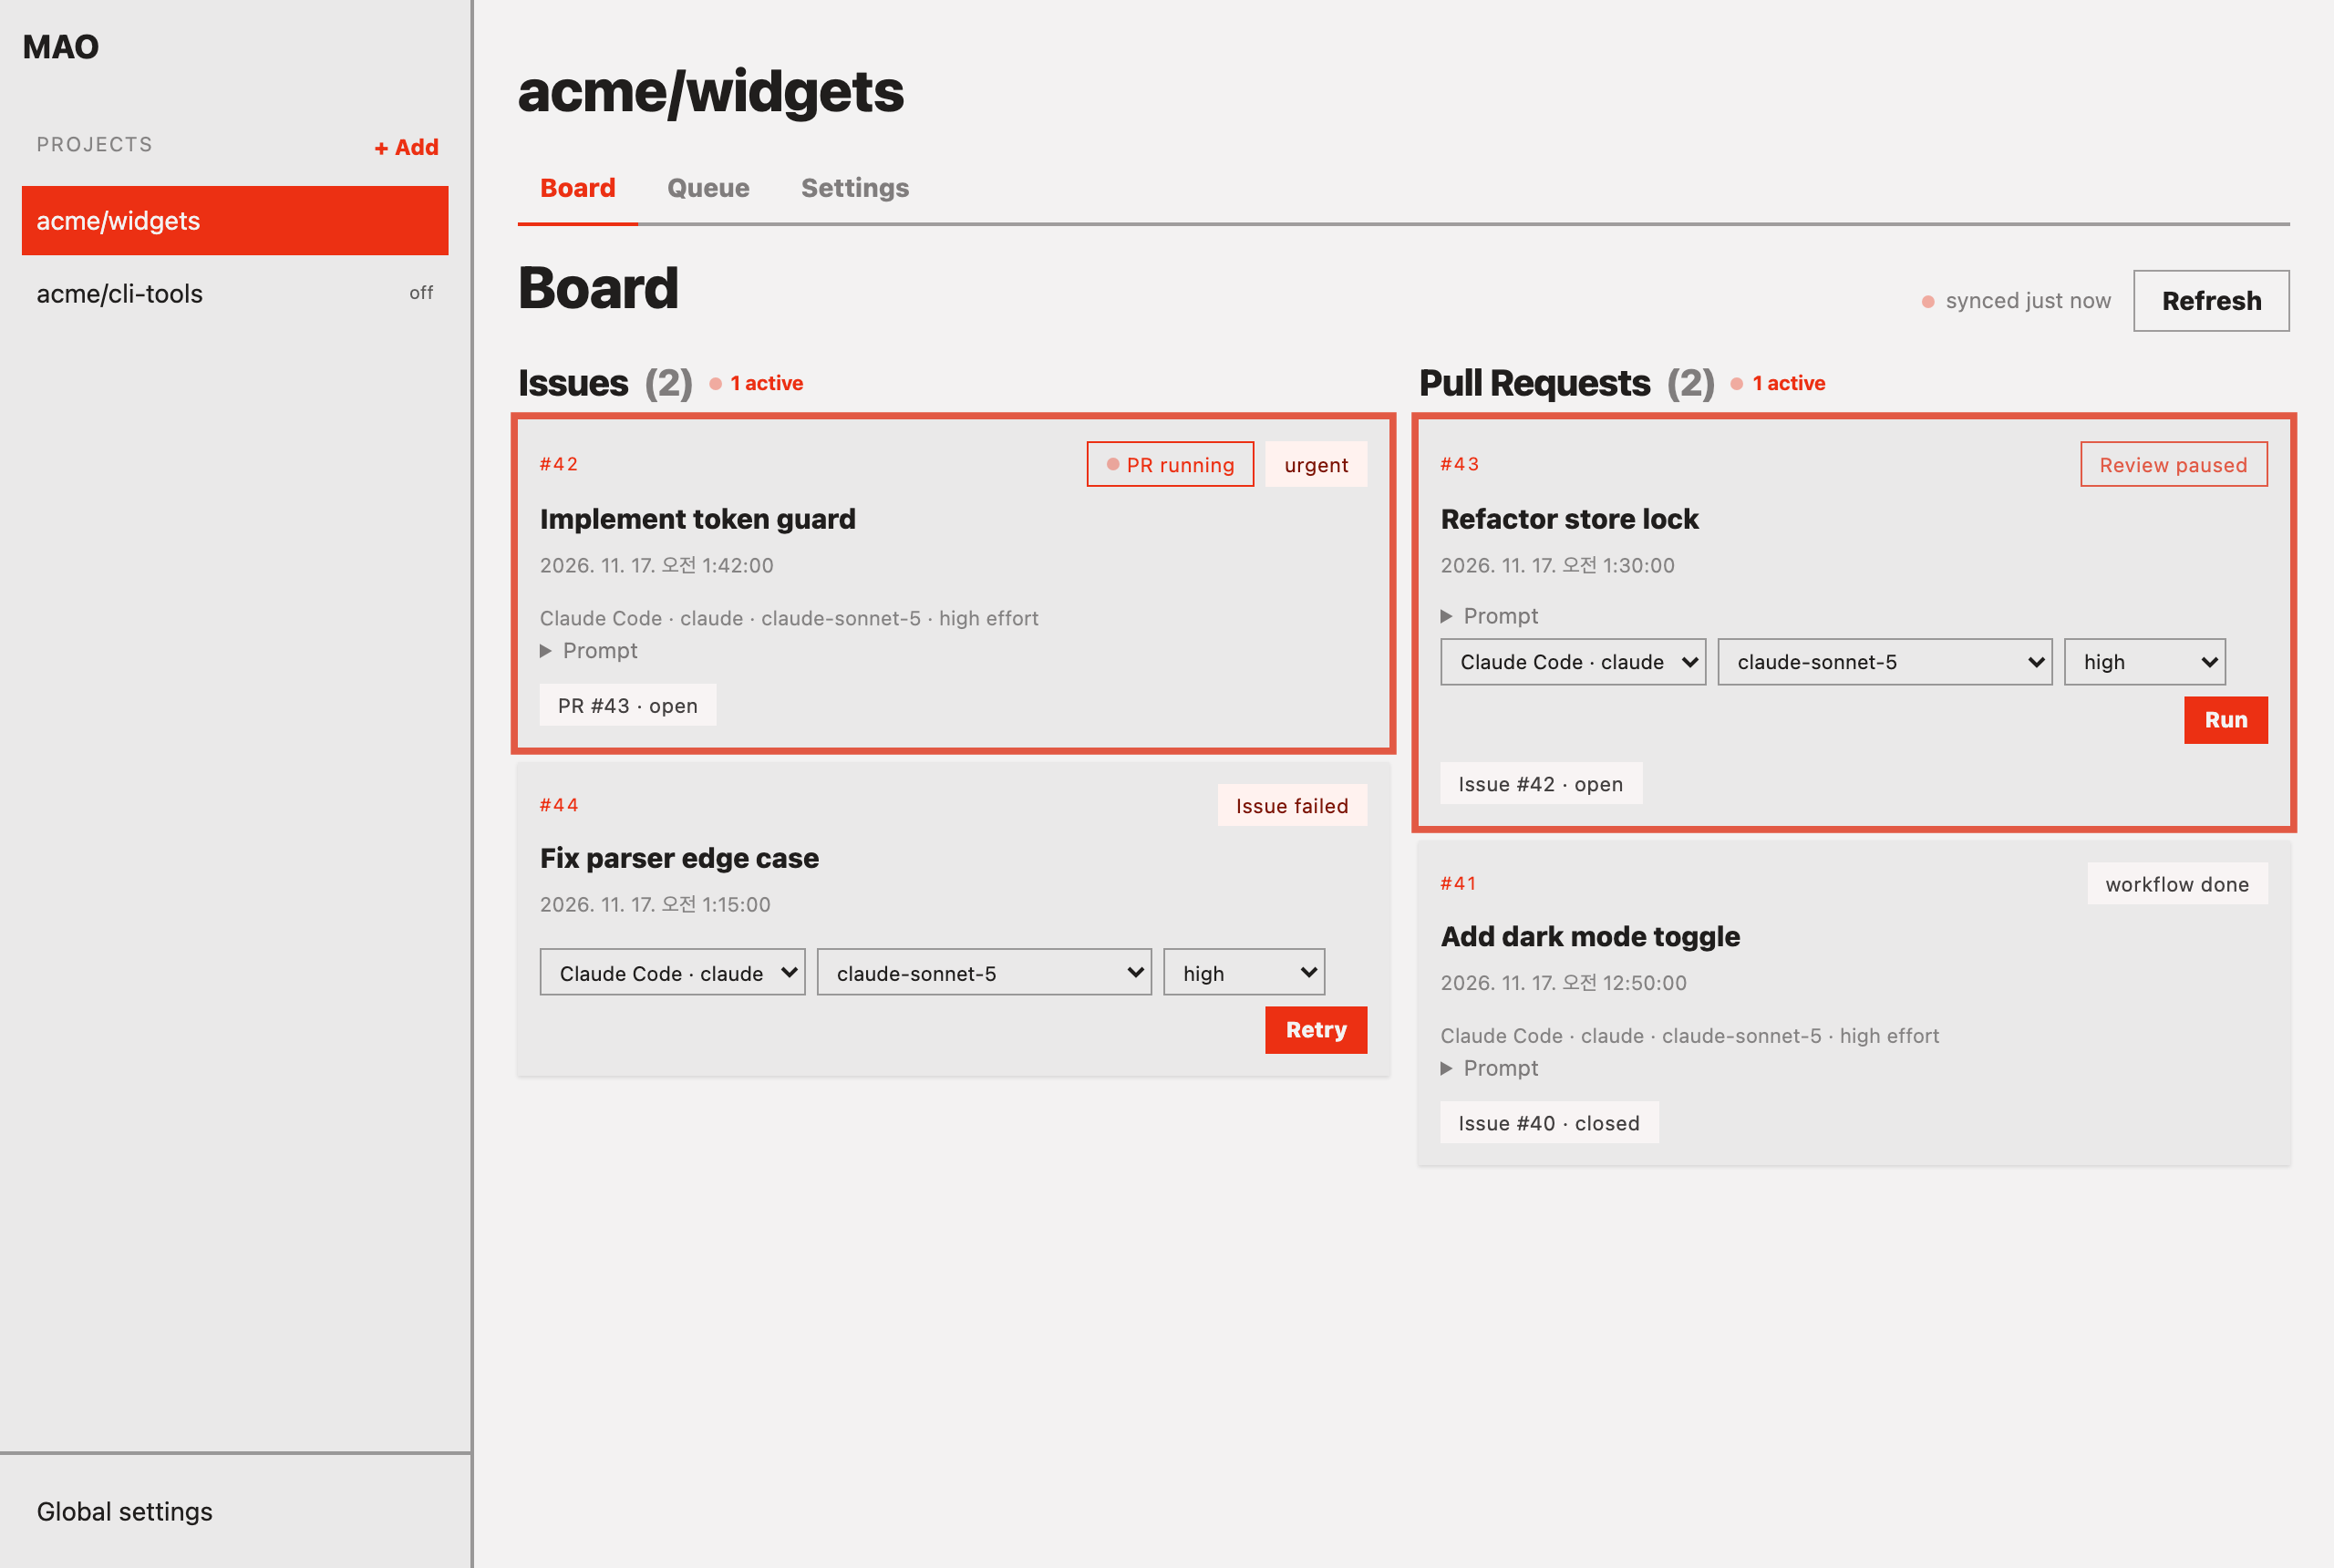 MAO
PROJECTS
+ Add
acme/widgets
acme/cli-tools
off
Global settings
acme/widgets
Board
Queue
Settings
Board
synced just now
Refresh
Issues (2) 1 active
#42
PR running
urgent
Implement token guard
2026. 11. 17. 오전 1:42:00
Claude Code · claude · claude-sonnet-5 · high effort
Prompt
PR #43 · open
#44
Issue failed
Fix parser edge case
2026. 11. 17. 오전 1:15:00
Claude Code · claude
claude-sonnet-5
high
Retry
Pull Requests (2) 1 active
#43
Review paused
Refactor store lock
2026. 11. 17. 오전 1:30:00
Prompt
Claude Code · claude
claude-sonnet-5
high
Run
Issue #42 · open
#41
workflow done
Add dark mode toggle
2026. 11. 17. 오전 12:50:00
Claude Code · claude · claude-sonnet-5 · high effort
Prompt
Issue #40 · closed